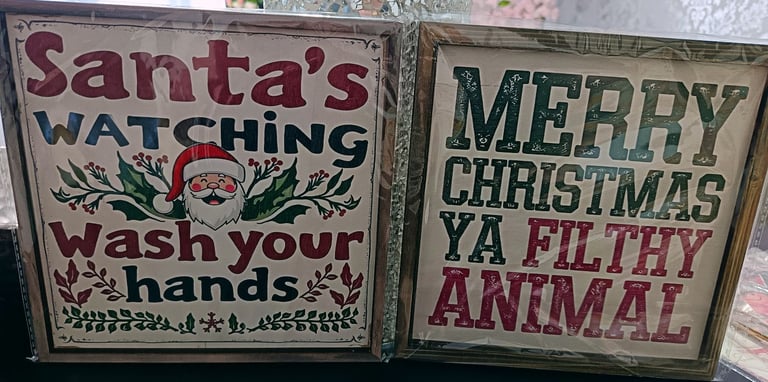 Santa's
WATCHING
Wash your
hands
MERRY
CHRISTMAS
YA FILTHY
ANIMAL